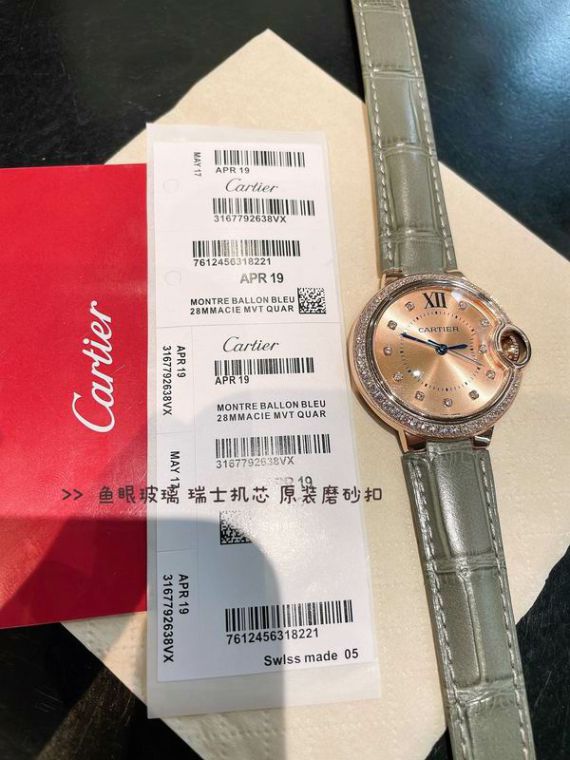 MAY 17
APR 19
Cartier
3167792638VX
7612456318221
APR 19
MONTRE BALLON BLEU
28MMACIE MVT QUAR
Cartier
APR 19
MONTRE BALLON BLEU
28MMACIE MVT QUAR
3167792638VX
APR 19
APR 19
3167792638VX
MAY 17
APR 19
3167792638VX
7612456318221
Swiss made 05
Cartier
XII
CARTIER
>> 鱼眼玻璃 瑞士机芯 原装磨砂扣